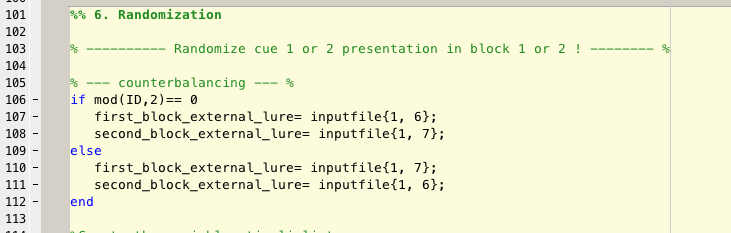 101 %% 6. Randomization
102
103 % ---------- Randomize cue 1 or 2 presentation in block 1 or 2 ! -------- %
104
105 % --- counterbalancing --- %
106 - if mod(ID,2)== 0
107 - first_block_external_lure= inputfile{1, 6};
108 - second_block_external_lure= inputfile{1, 7};
109 - else
110 - first_block_external_lure= inputfile{1, 7};
111 - second_block_external_lure= inputfile{1, 6};
112 - end
113